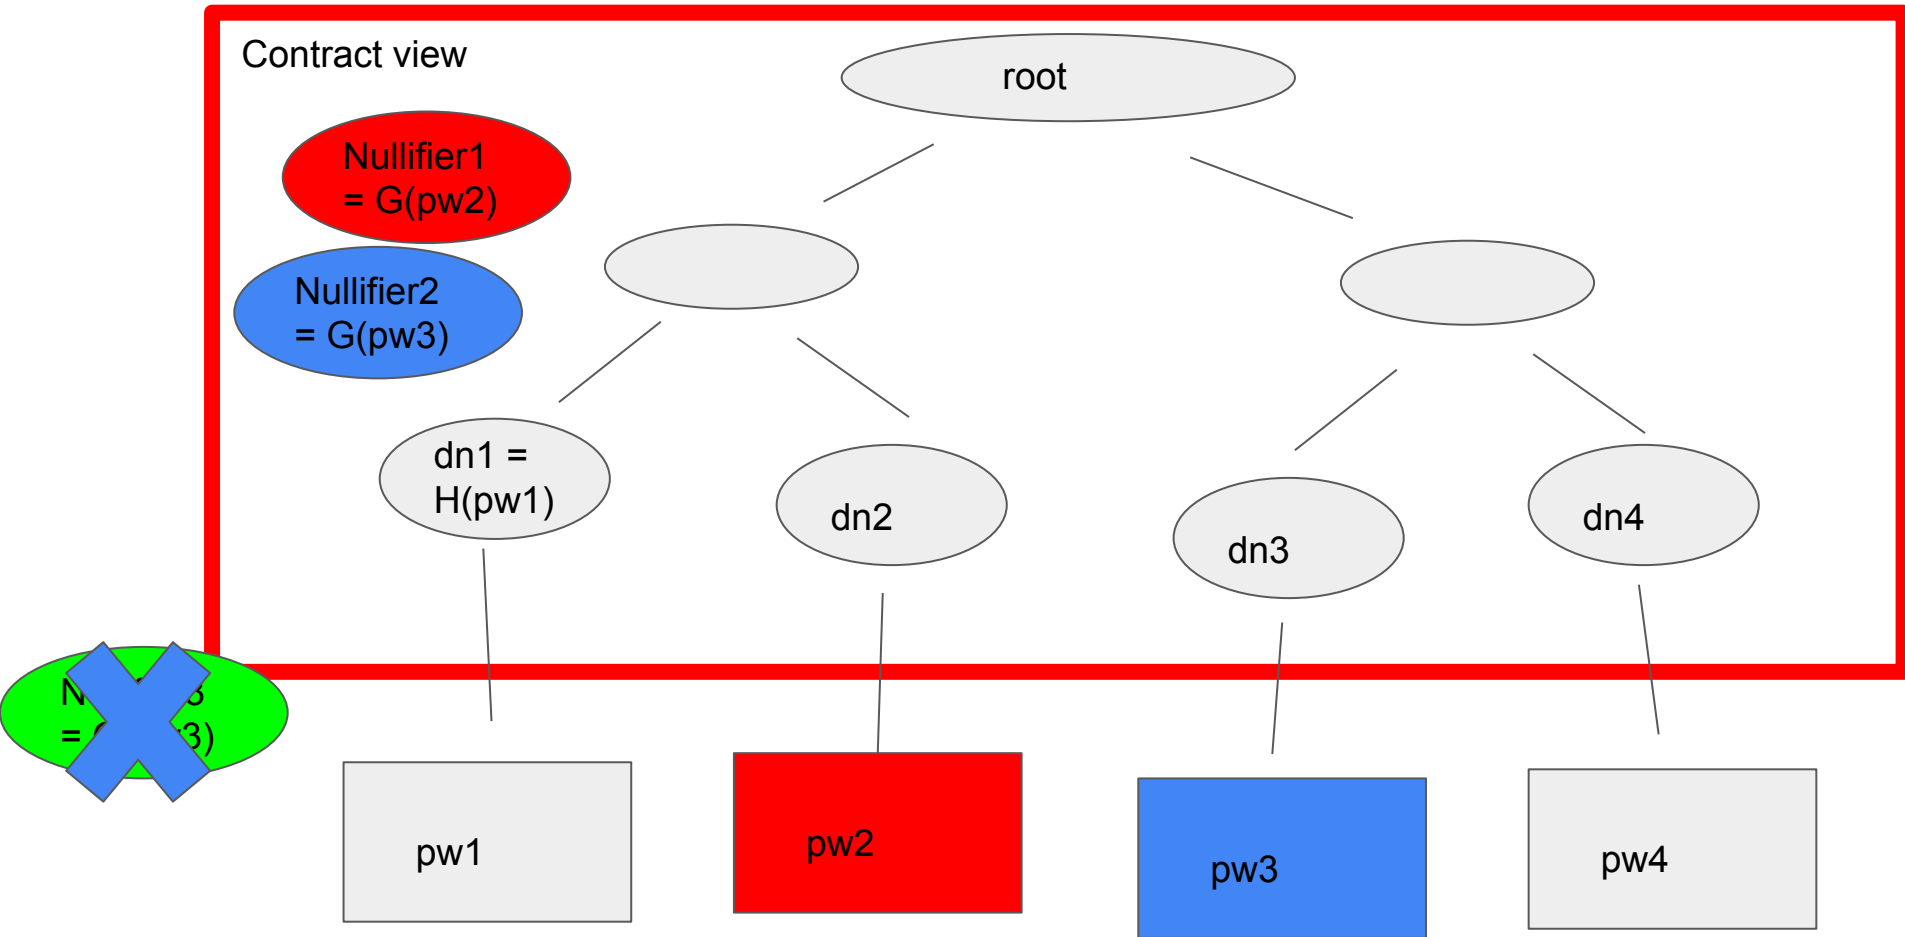 Contract view
root
Nullifier1
= G(pw2)
Nullifier2
= G(pw3)
dn1 =
H(pw1)
dn2
dn3
dn4
pw1
pw2
pw3
pw4